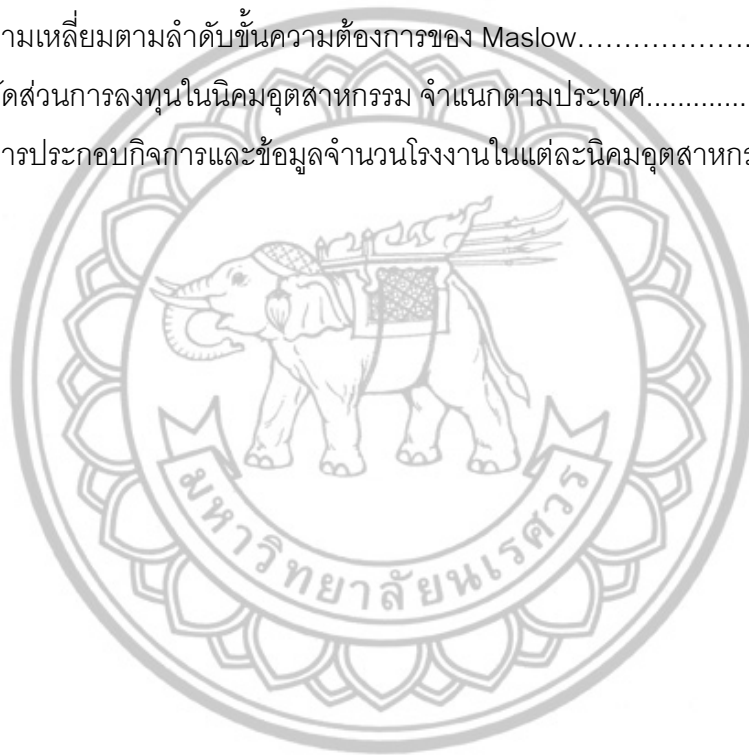 ามเหลี่ยมตามลำดับขั้นความต้องการของ Maslow......................
ัดส่วนการลงทุนในนิคมอุตสาหกรรม จำแนกตามประเทศ.............
ารประกอบกิจการและข้อมูลจำนวนโรงงานในแต่ละนิคมอุตสาหกร
มหาวิทยาลัยนเรศวร